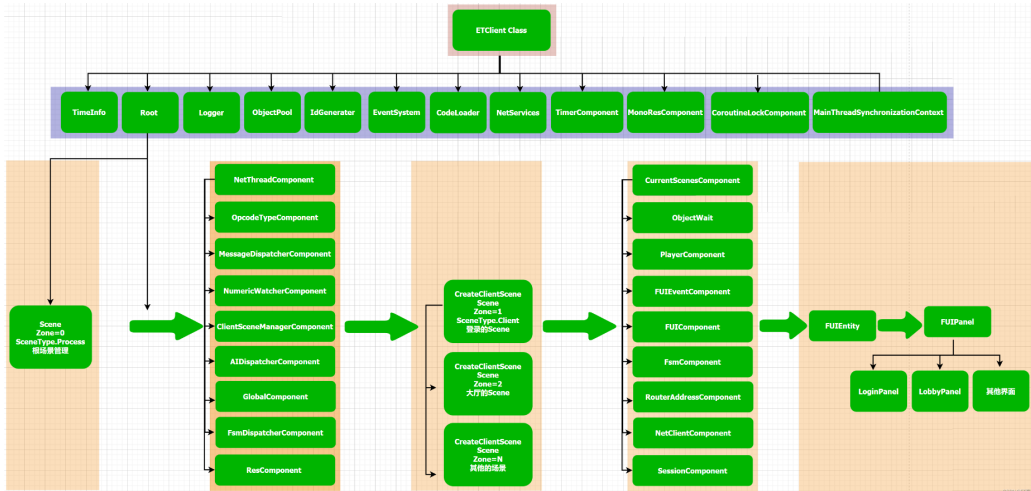 ETClient Class
TimeInfo
Root
Logger
ObjectPool
IdGenerater
EventSystem
CodeLoader
NetServices
TimerComponent
MonoResComponent
CoroutineLockComponent
MainThreadSynchronizationContext
Scene
Zone=0
SceneType.Process
根场景管理
NetThreadComponent
OpcodeTypeComponent
MessageDispatcherComponent
NumericWatcherComponent
ClientSceneManagerComponent
AIDispatcherComponent
GlobalComponent
FsmDispatcherComponent
ResComponent
CreateClientScene
Scene
Zone=1
SceneType.Client
登录的Scene
CreateClientScene
Scene
Zone=2
大厅的Scene
CreateClientScene
Scene
Zone=N
其他的场景
CurrentScenesComponent
ObjectWait
PlayerComponent
FUIEventComponent
FUIComponent
FsmComponent
RouterAddressComponent
NetClientComponent
SessionComponent
FUIEntity
FUIPanel
LoginPanel
LobbyPanel
其他界面